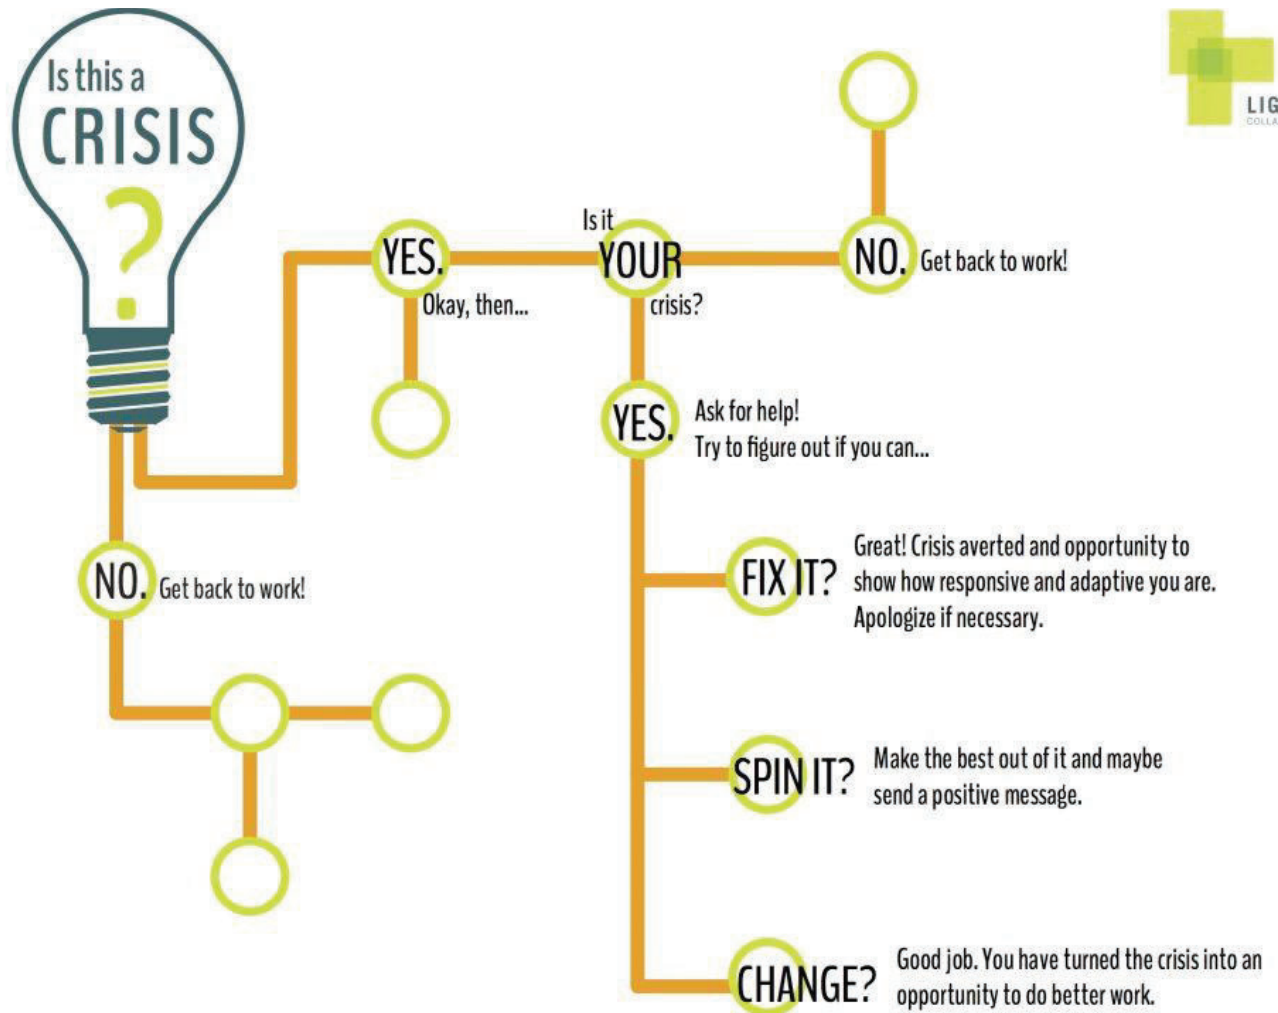 Is this a
CRISIS
?
LIG
COLLA
Is it
YES.
YOUR
NO. Get back to work!
Okay, then...
crisis?
YES.
Ask for help!
Try to figure out if you can...
NO. Get back to work!
FIX IT?
Great! Crisis averted and opportunity to
show how responsive and adaptive you are.
Apologize if necessary.
SPIN IT?
Make the best out of it and maybe
send a positive message.
CHANGE?
Good job. You have turned the crisis into an
opportunity to do better work.